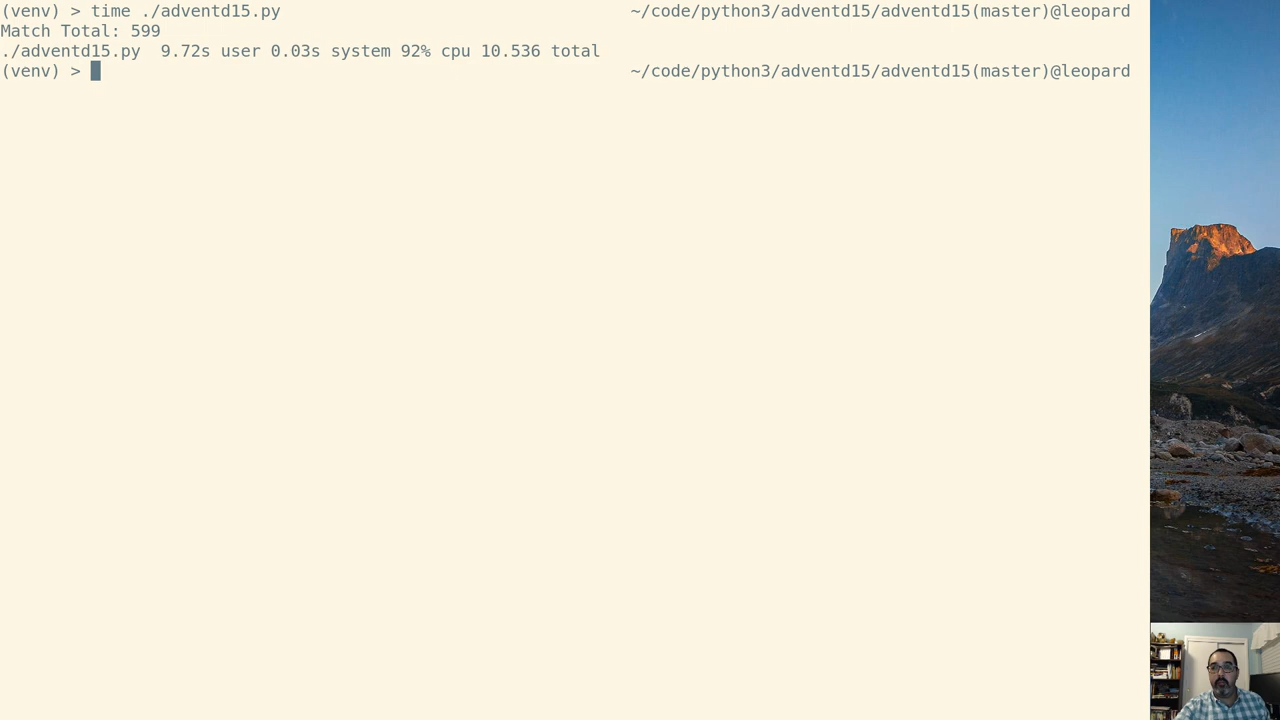 (venv) > time ./adventd15.py ~/code/python3/adventd15/adventd15(master)@leopard
Match Total: 599
./adventd15.py  9.72s user 0.03s system 92% cpu 10.536 total
(venv) > ~/code/python3/adventd15/adventd15(master)@leopard